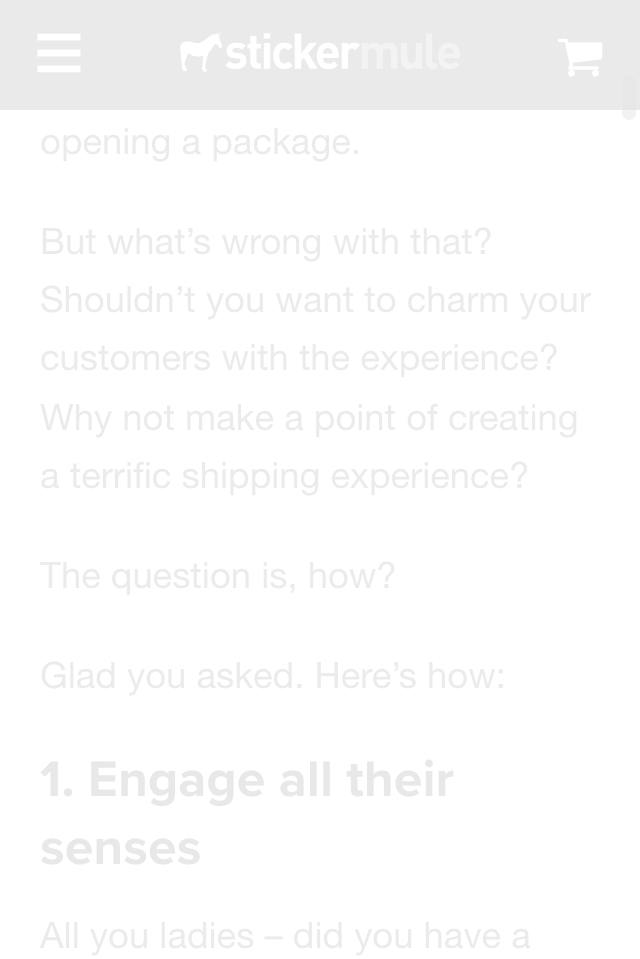 stickermule
opening a package.
But what’s wrong with that?
Shouldn’t you want to charm your
customers with the experience?
Why not make a point of creating
a terrific shipping experience?
The question is, how?
Glad you asked. Here’s how:
1. Engage all their
senses
All you ladies – did you have a